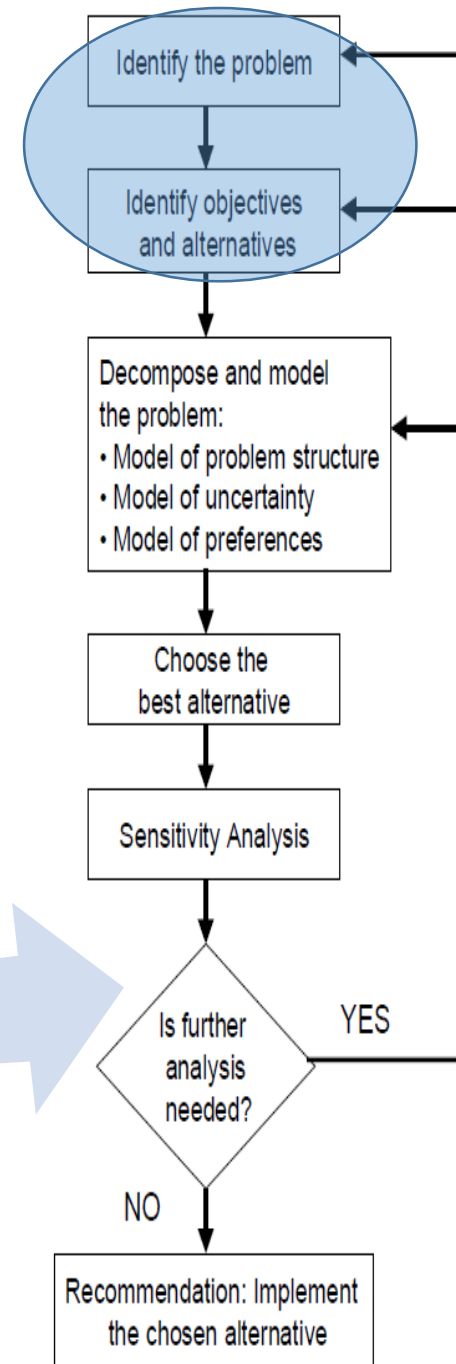 Identify the problem
Identify objectives
and alternatives
Decompose and model
the problem:
• Model of problem structure
• Model of uncertainty
• Model of preferences
Choose the
best alternative
Sensitivity Analysis
Is further
analysis
needed?
YES
NO
Recommendation: Implement
the chosen alternative